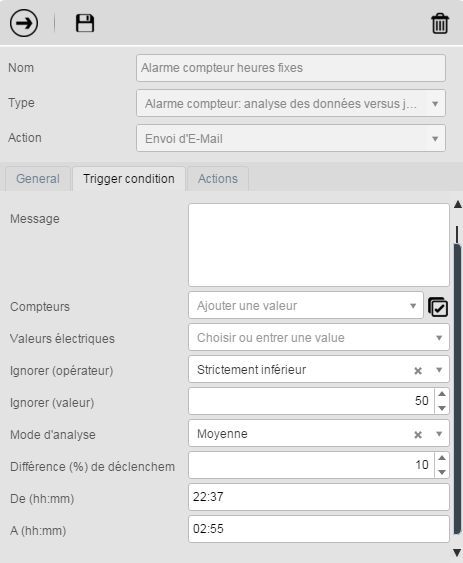 Nom Alarme compteur heures fixes
Type Alarme compteur: analyse des données versus j...
Action Envoi d'E-Mail
General Trigger condition Actions
Message
Compteurs Ajouter une valeur
Valeurs électriques Choisir ou entrer une value
Ignorer (opérateur) Strictement inférieur
Ignorer (valeur) 50
Mode d'analyse Moyenne
Différence (%) de déclenchem 10
De (hh:mm) 22:37
A (hh:mm) 02:55